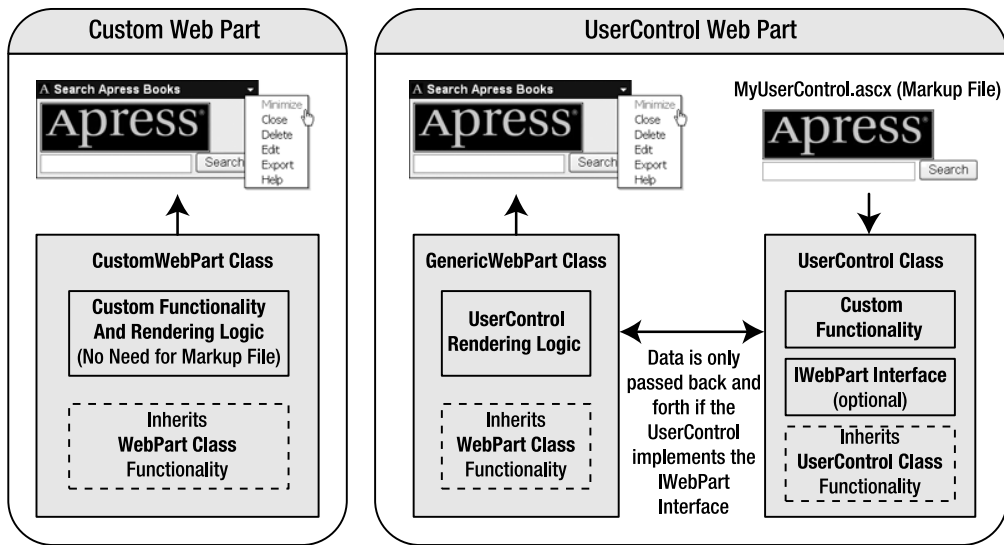 Custom Web Part
A Search Apress Books
Minimize
Close
Delete
Edit
Export
Help
Apress®
Search
CustomWebPart Class
Custom Functionality
And Rendering Logic
(No Need for Markup File)
Inherits
WebPart Class
Functionality
UserControl Web Part
A Search Apress Books
Minimize
Close
Delete
Edit
Export
Help
Apress®
Search
MyUserControl.ascx (Markup File)
Apress®
Search
GenericWebPart Class
UserControl
Rendering Logic
Inherits
WebPart Class
Functionality
Data is only
passed back and
forth if the
UserControl
implements the
IWebPart
Interface
UserControl Class
Custom
Functionality
IWebPart Interface
(optional)
Inherits
UserControl Class
Functionality